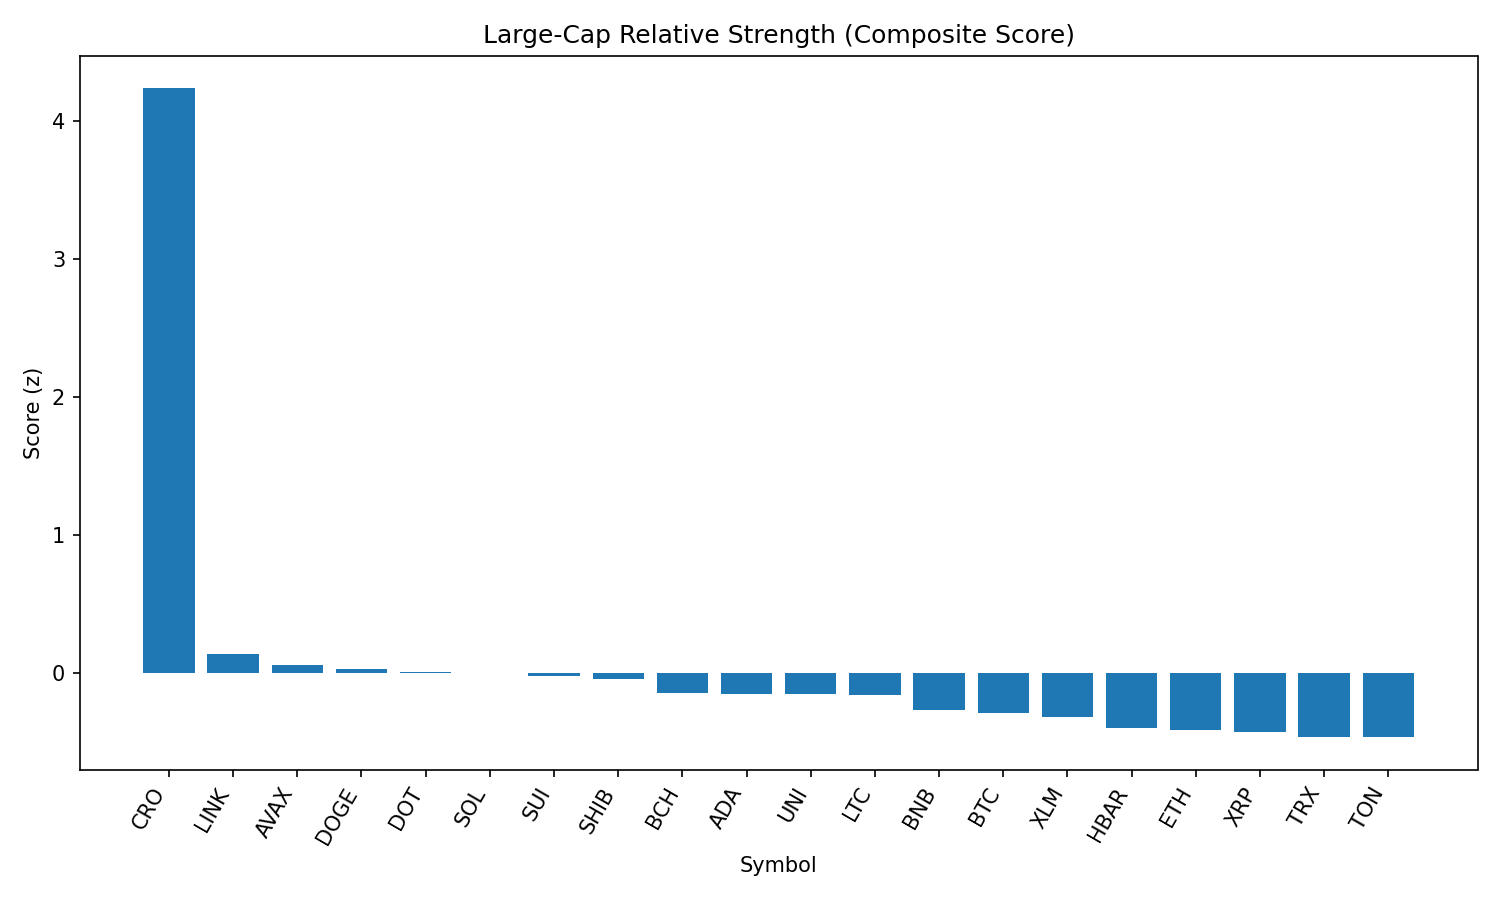 Large-Cap Relative Strength (Composite Score)
Score (z)
4
3
2
1
0
CRO
LINK
AVAX
DOGE
DOT
SOL
SUI
SHIB
BCH
ADA
UNI
LTC
BNB
BTC
XLM
HBAR
ETH
XRP
TRX
TON
Symbol